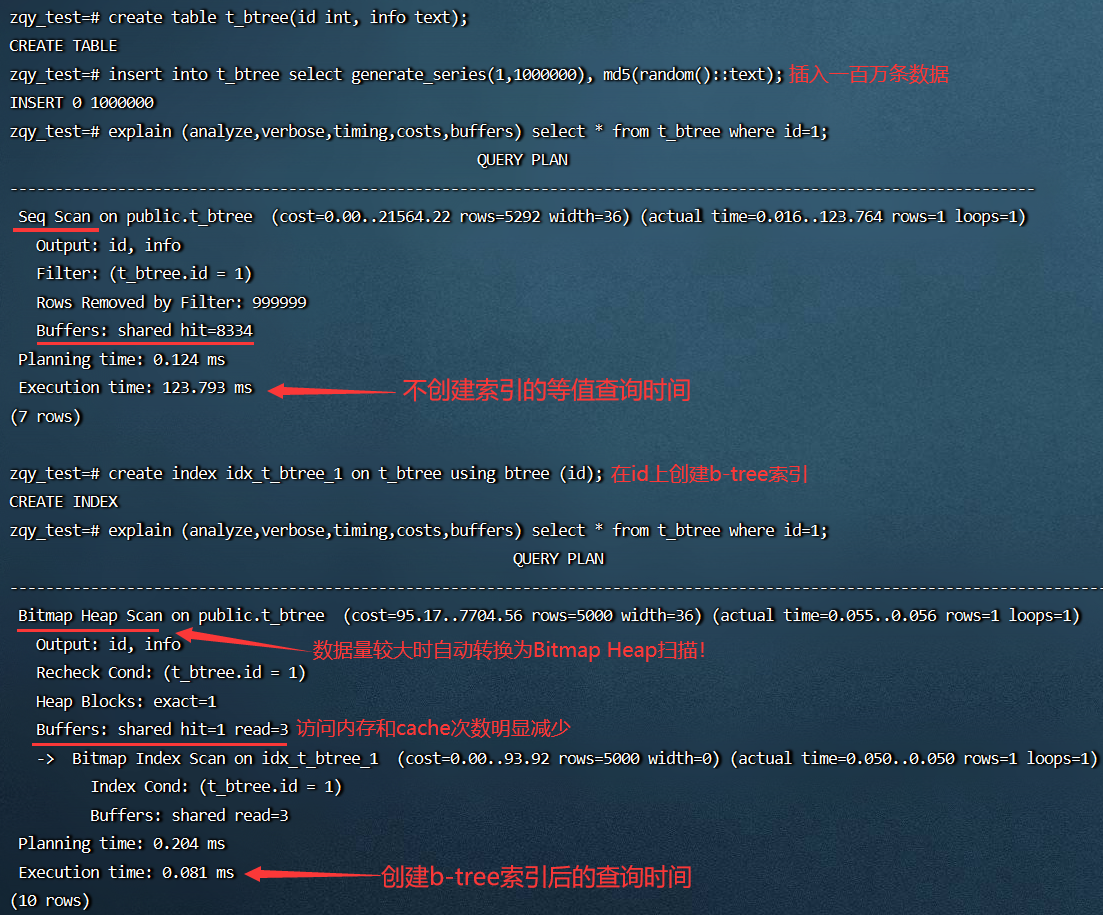 zqy_test=# create table t_btree(id int, info text);
CREATE TABLE
zqy_test=# insert into t_btree select generate_series(1,1000000), md5(random()::text); 插入一百万条数据
INSERT 0 1000000
zqy_test=# explain (analyze,verbose,timing,costs,buffers) select * from t_btree where id=1;
QUERY PLAN
-----------------------------------------------------------------------------------------------------------------
Seq Scan on public.t_btree  (cost=0.00..21564.22 rows=5292 width=36) (actual time=0.016..123.764 rows=1 loops=1)
Output: id, info
Filter: (t_btree.id = 1)
Rows Removed by Filter: 999999
Buffers: shared hit=8334
Planning time: 0.124 ms
Execution time: 123.793 ms 不创建索引的等值查询时间
(7 rows)
zqy_test=# create index idx_t_btree_1 on t_btree using btree (id); 在id上创建b-tree索引
CREATE INDEX
zqy_test=# explain (analyze,verbose,timing,costs,buffers) select * from t_btree where id=1;
QUERY PLAN
-------------------------------------------------------------------------------------------------------------------------
Bitmap Heap Scan on public.t_btree  (cost=95.17..7704.56 rows=5000 width=36) (actual time=0.055..0.056 rows=1 loops=1)
Output: id, info
数据量较大时自动转换为Bitmap Heap扫描!
Recheck Cond: (t_btree.id = 1)
Heap Blocks: exact=1
Buffers: shared hit=1 read=3 访问内存和cache次数明显减少
->  Bitmap Index Scan on idx_t_btree_1  (cost=0.00..93.92 rows=5000 width=0) (actual time=0.050..0.050 rows=1 loops=1)
Index Cond: (t_btree.id = 1)
Buffers: shared read=3
Planning time: 0.204 ms
Execution time: 0.081 ms 创建b-tree索引后的查询时间
(10 rows)